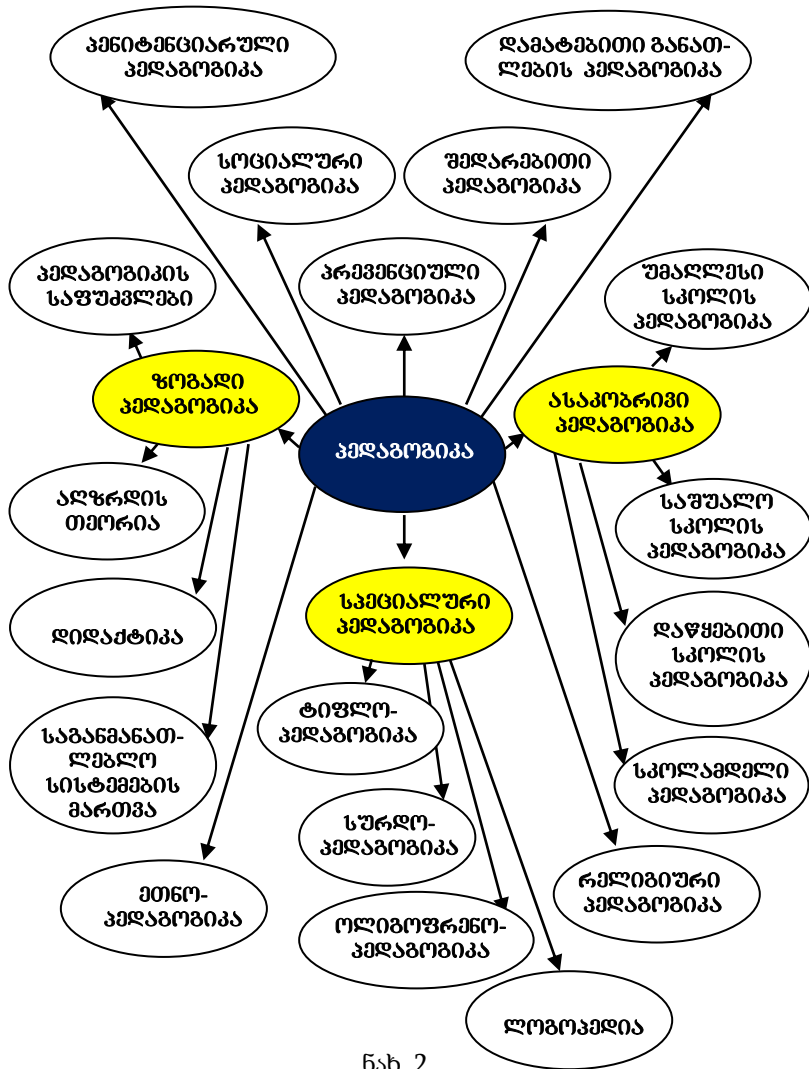 პენიტენციარული
პედაგოგიკა
დამატებითი განათ-
ლების პედაგოგიკა
სოციალური
პედაგოგიკა
შედარებითი
პედაგოგიკა
პედაგოგიკის
საფუძვლები
პრევენციული
პედაგოგიკა
უმაღლესი
სკოლის
პედაგოგიკა
ზოგადი
პედაგოგიკა
ასაკობრივი
პედაგოგიკა
პედაგოგიკა
აღზრდის
თეორია
საშუალო
სკოლის
პედაგოგიკა
სპეციალური
პედაგოგიკა
დიდაქტიკა
დაწყებითი
სკოლის
პედაგოგიკა
ტიფლო-
პედაგოგიკა
საგანმანათ-
ლებლო
სისტემების
მართვა
სკოლამდელი
პედაგოგიკა
სურდო-
პედაგოგიკა
ეთნო-
პედაგოგიკა
რელიგიური
პედაგოგიკა
ოლიგოფრენო-
პედაგოგიკა
ლოგოპედია
ნახ. 2